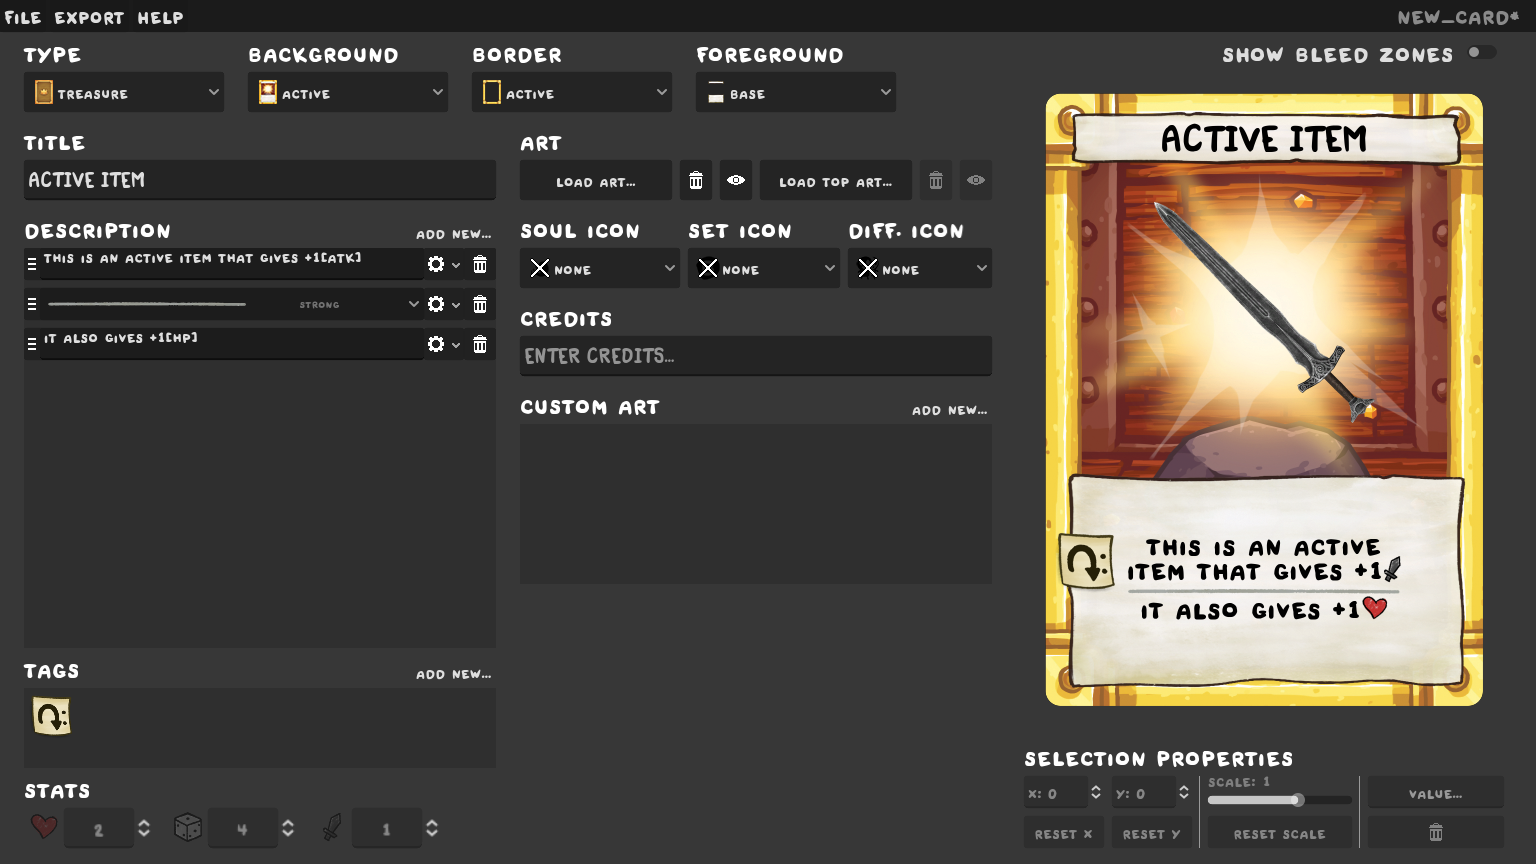 FILE EXPORT HELP
NEW_CARD*
TYPE
BACKGROUND
BORDER
FOREGROUND
SHOW BLEED ZONES
TREASURE
ACTIVE
ACTIVE
BASE
TITLE
ACTIVE ITEM
ART
LOAD ART...
LOAD TOP ART...
DESCRIPTION
ADD NEW...
THIS IS AN ACTIVE ITEM THAT GIVES +1[ATK]
STRONG
IT ALSO GIVES +1[HP]
SOUL ICON
SET ICON
DIFF. ICON
NONE
NONE
NONE
CREDITS
ENTER CREDITS...
CUSTOM ART
ADD NEW...
TAGS
ADD NEW...
STATS
2
4
1
ACTIVE ITEM
THIS IS AN ACTIVE
ITEM THAT GIVES +1
IT ALSO GIVES +1
SELECTION PROPERTIES
X: 0
Y: 0
SCALE: 1
VALUE...
RESET X
RESET Y
RESET SCALE